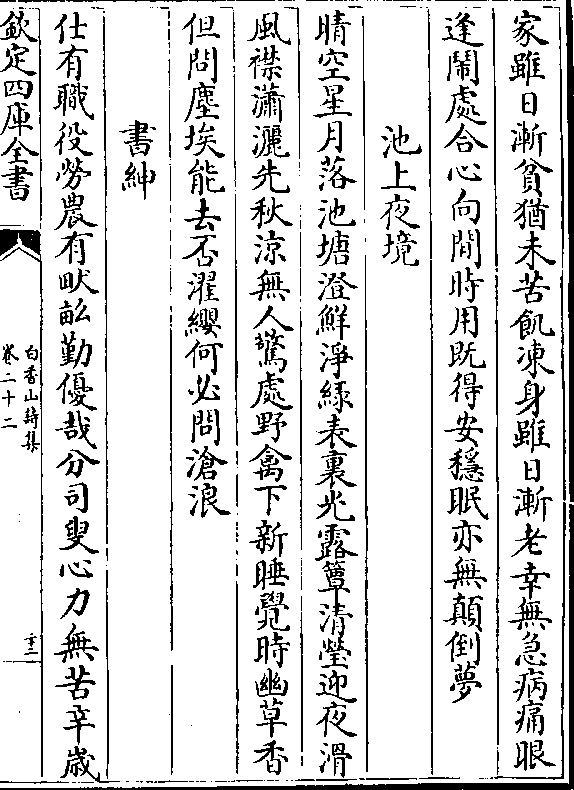 家雖日漸貧猶未苦飢凍身雖日漸老幸無急病痛眼
逢鬧處合心向閒時用既得安穩眠亦無顛倒夢
池上夜境
晴空星月落池塘澄鮮淨綠表裏光露簟清瑩迎夜滑
風襟瀟灑先秋涼無人驚處野禽下新睡覺時幽草香
但問塵埃能去否濯纓何必問滄浪
書紳
仕有職役勞農有畎畝勤優哉分司叟心力無苦辛歲
欽定四庫全書
白香山詩集
卷二十二